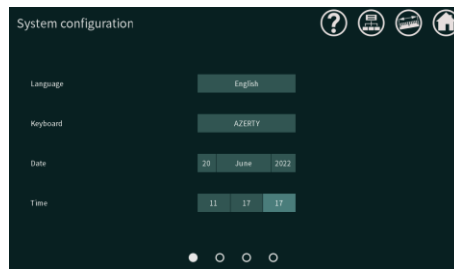 System configuration ?
Language English
Keyboard AZERTY
Date 20 June 2022
Time 11 17 17